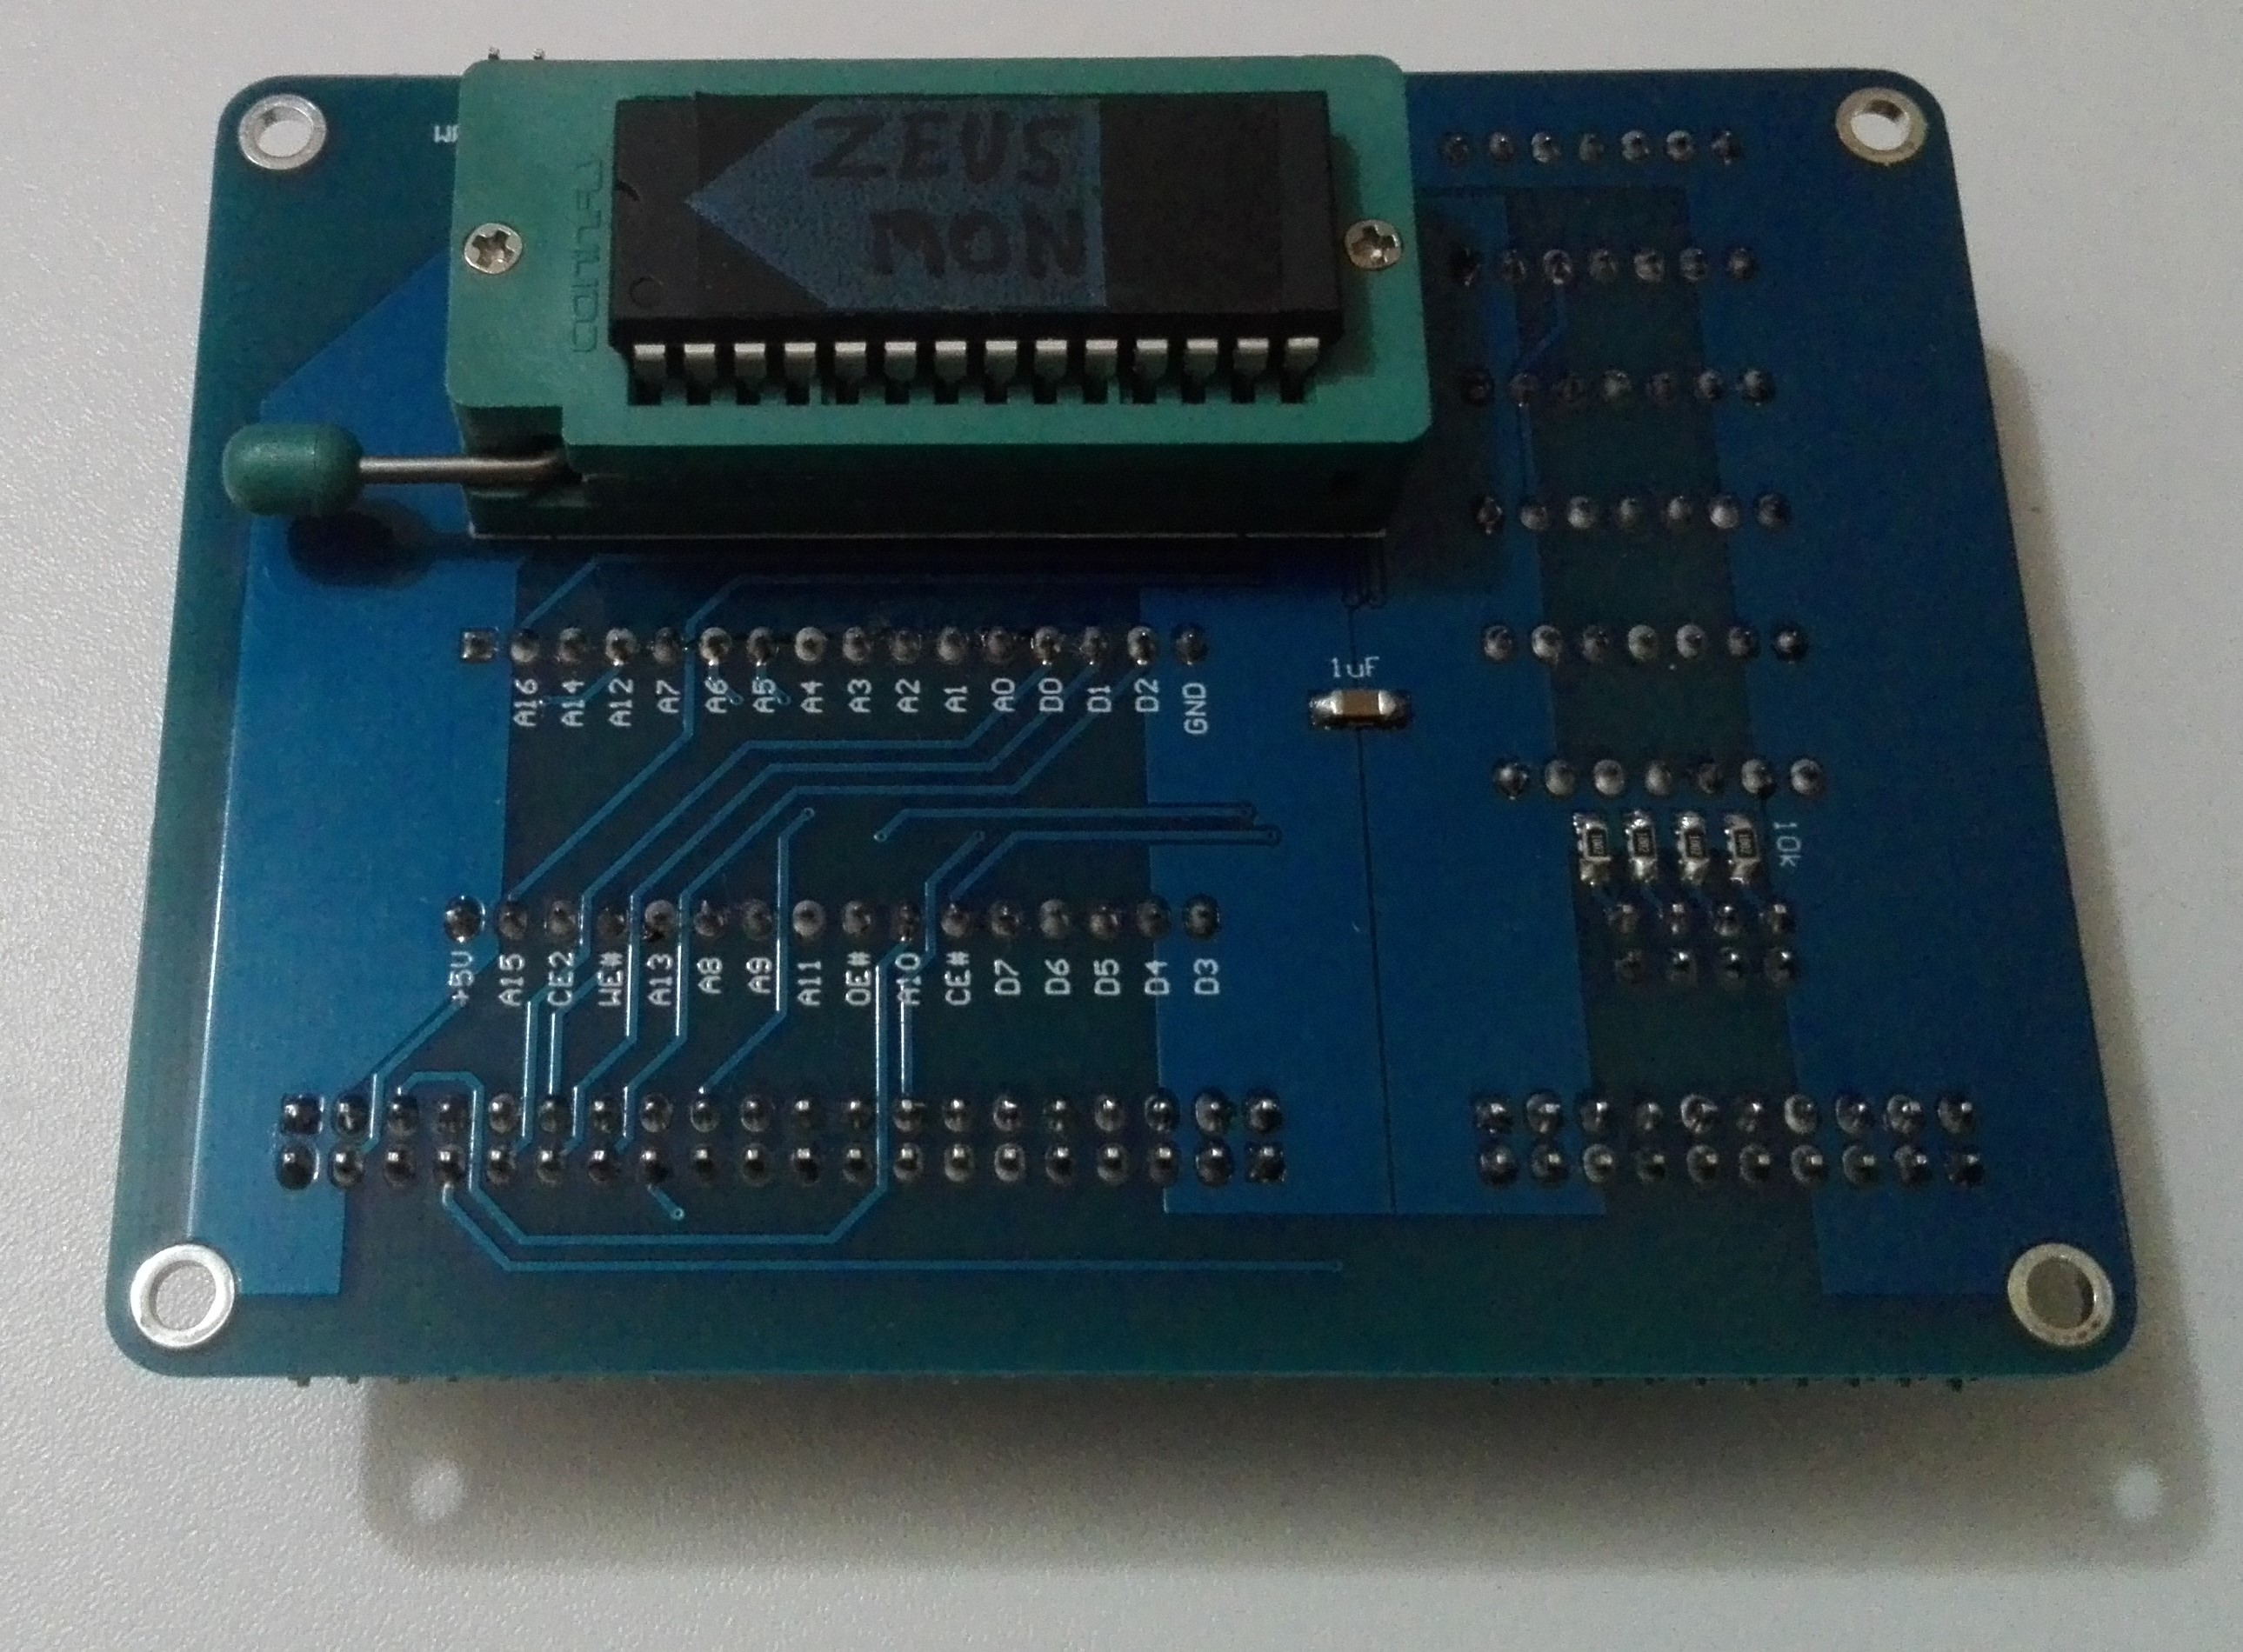 ZEUS
MON
A16 A14 A12 A7 A6 A5 A4 A3 A2 A1 A0 D0 D1 D2 GND
1uF
10k
+5V A15 CE2 WE# A13 A8 A9 A11 OE# A10 CE# D7 D6 D5 D4 D3